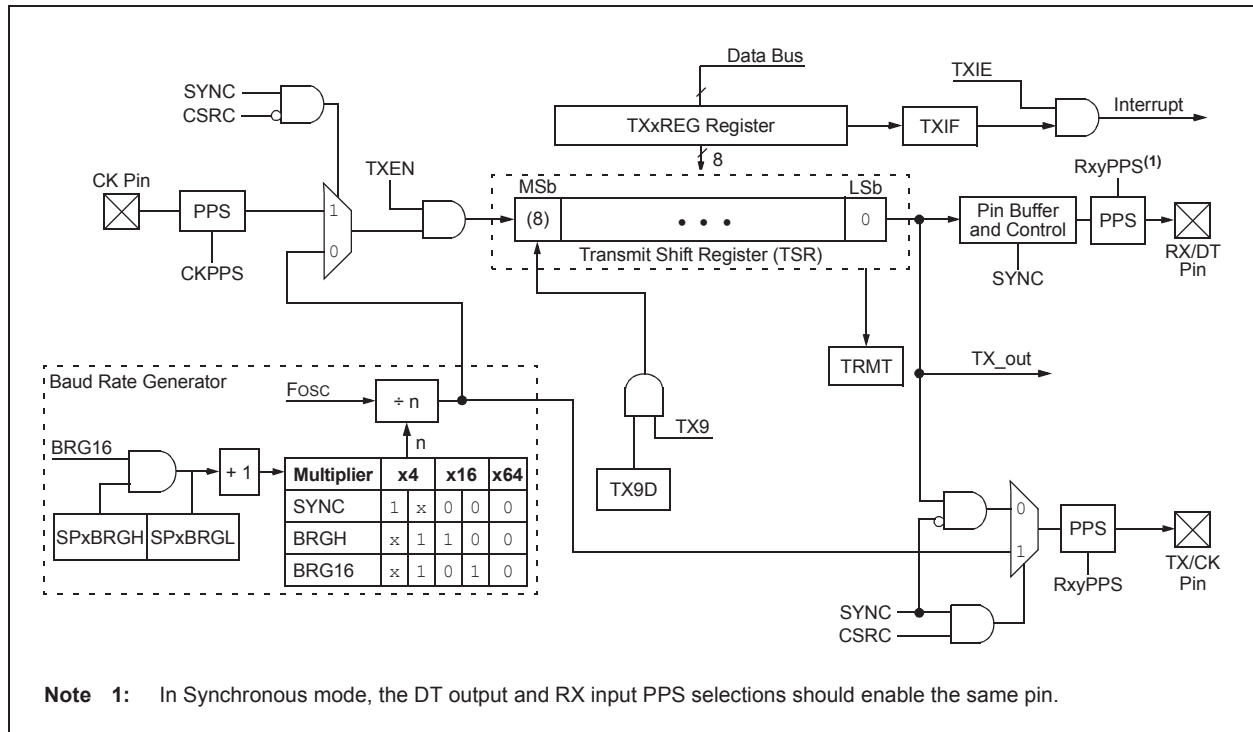 Data Bus
TXIE
SYNC
CSRC
TXxREG Register
TXIF
Interrupt
8
TXEN
RxyPPS(1)
CK Pin
MSb
LSb
PPS
1
(8)
• • •
0
Pin Buffer
and Control
PPS
0
Transmit Shift Register (TSR)
RX/DT
Pin
CKPPS
SYNC
TRMT
TX_out
Baud Rate Generator
FOSC
÷ n
TX9
BRG16
n
+ 1
Multiplier x4 x16 x64
TX9D
SYNC 1 x 0 0 0
SPxBRGH SPxBRGL
BRGH x 1 1 0 0
BRG16 x 1 0 1 0
0
PPS
1
TX/CK
Pin
RxyPPS
SYNC
CSRC
Note 1: In Synchronous mode, the DT output and RX input PPS selections should enable the same pin.